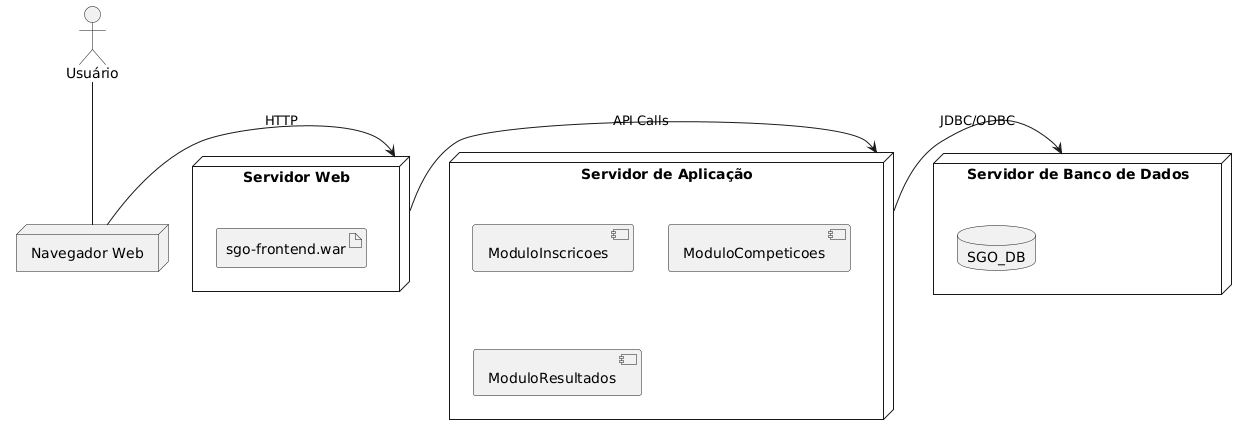 Usuário
HTTP
API Calls
JDBC/ODBC
Servidor Web
Servidor de Aplicação
Servidor de Banco de Dados
Navegador Web
sgo-frontend.war
ModuloInscricoes
ModuloCompeticoes
SGO_DB
ModuloResultados